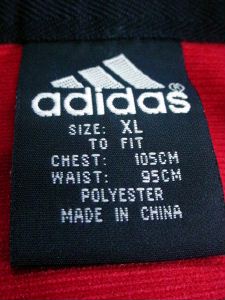 adidas®
SIZE: XL
TO FIT
CHEST: 105CM
WAIST: 95CM
POLYESTER
MADE IN CHINA